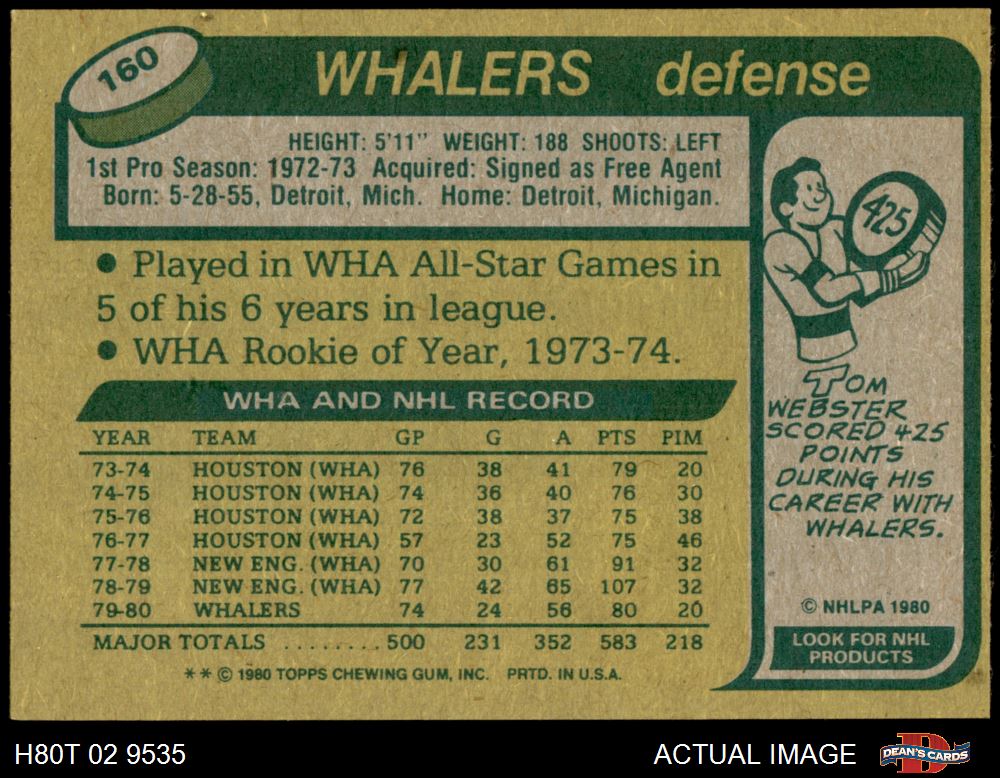 160
WHALERS defense
HEIGHT: 5'11" WEIGHT: 188 SHOOTS: LEFT
1st Pro Season: 1972-73 Acquired: Signed as Free Agent
Born: 5-28-55, Detroit, Mich. Home: Detroit, Michigan.
• Played in WHA All-Star Games in
5 of his 6 years in league.
• WHA Rookie of Year, 1973-74.
WHA AND NHL RECORD
YEAR TEAM GP G A PTS PIM
73-74 HOUSTON (WHA) 76 38 41 79 20
74-75 HOUSTON (WHA) 74 36 40 76 30
75-76 HOUSTON (WHA) 72 38 37 75 38
76-77 HOUSTON (WHA) 57 23 52 75 46
77-78 NEW ENG. (WHA) 70 30 61 91 32
78-79 NEW ENG. (WHA) 77 42 65 107 32
79-80 WHALERS 74 24 56 80 20
MAJOR TOTALS ........ 500 231 352 583 218
** © 1980 TOPPS CHEWING GUM, INC. PRTD. IN U.S.A.
425
TOM
WEBSTER
SCORED 425
POINTS
DURING HIS
CAREER WITH
WHALERS.
© NHLPA 1980
LOOK FOR NHL
PRODUCTS
H80T 02 9535
ACTUAL IMAGE
D
DEAN'S CARDS